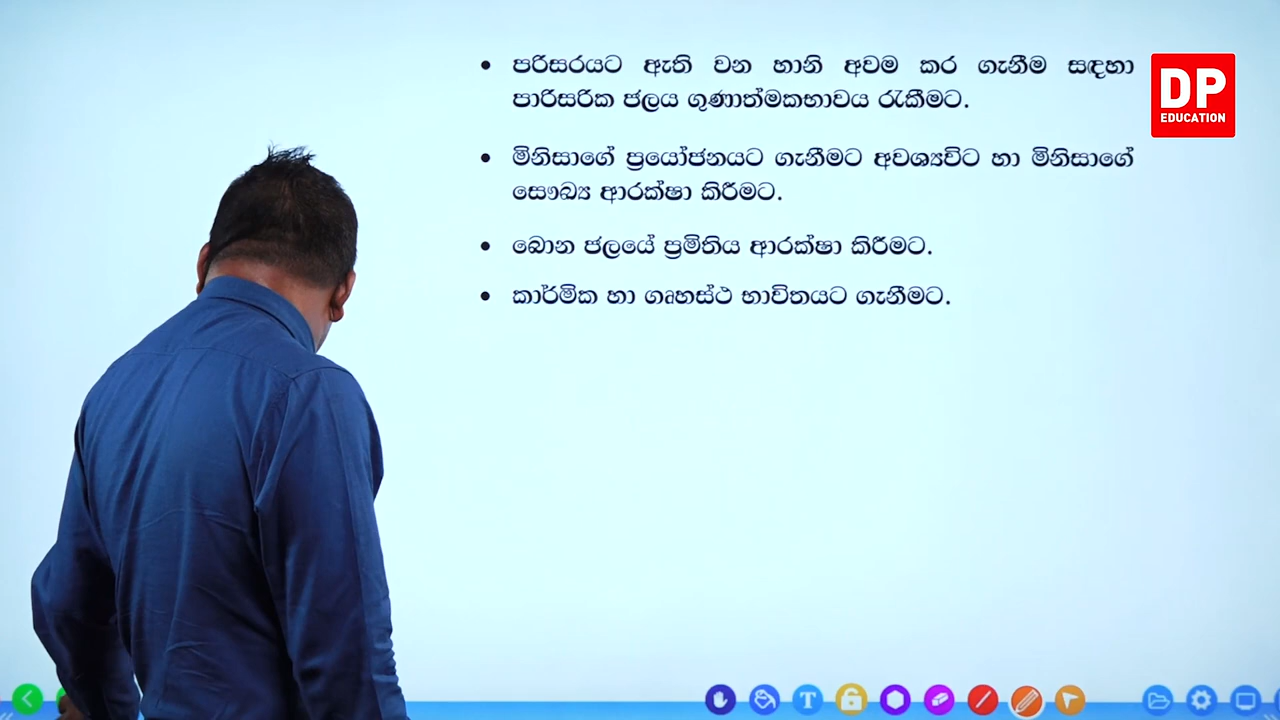 • පරිසරයට ඇති වන හානි අවම කර ගැනීම සඳහා
පාරිසරික ජලය ගුණාත්මකභාවය රැකීමට.
• මිනිසාගේ ප්‍රයෝජනයට ගැනීමට අවශ්‍යවිට හා මිනිසාගේ
සෞඛ්‍ය ආරක්ෂා කිරීමට.
• බොන ජලයේ ප්‍රමිතිය ආරක්ෂා කිරීමට.
• කාර්මික හා ගෘහස්ථ භාවිතයට ගැනීමට.
DP
EDUCATION
T